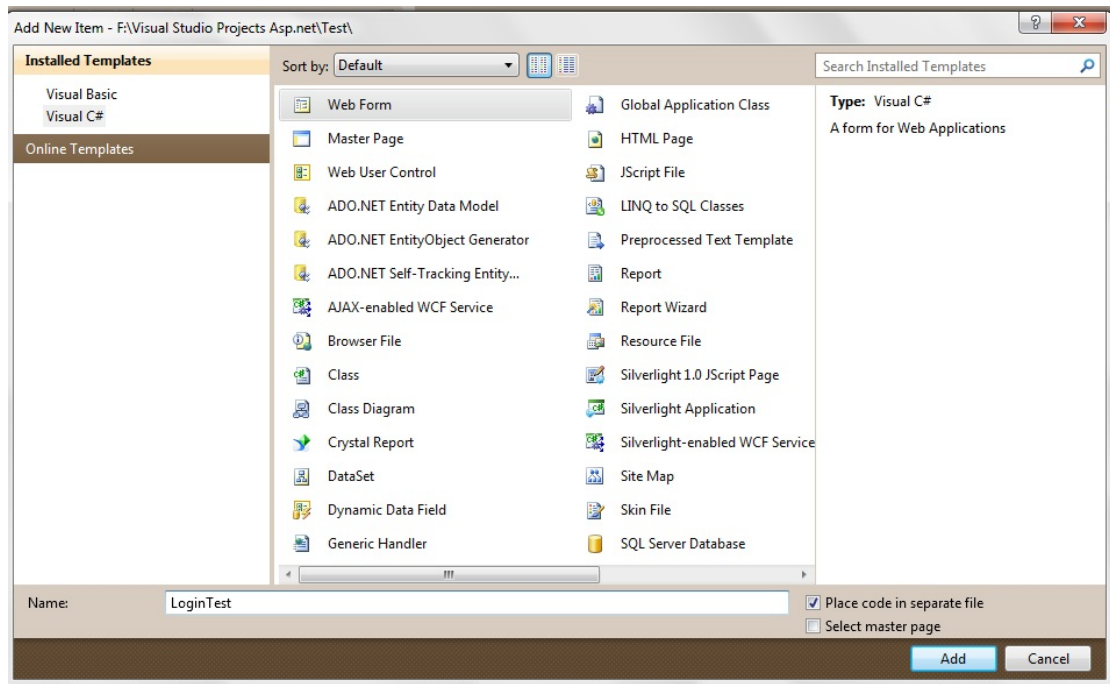 Add New Item - F:\Visual Studio Projects Asp.net\Test\
Installed Templates
Visual Basic
Visual C#
Online Templates
Sort by: Default
Search Installed Templates
Web Form
Master Page
Web User Control
ADO.NET Entity Data Model
ADO.NET EntityObject Generator
ADO.NET Self-Tracking Entity...
AJAX-enabled WCF Service
Browser File
Class
Class Diagram
Crystal Report
DataSet
Dynamic Data Field
Generic Handler
Global Application Class
HTML Page
JScript File
LINQ to SQL Classes
Preprocessed Text Template
Report
Report Wizard
Resource File
Silverlight 1.0 JScript Page
Silverlight Application
Silverlight-enabled WCF Service
Site Map
Skin File
SQL Server Database
Type: Visual C#
A form for Web Applications
Name: LoginTest
Place code in separate file
Select master page
Add Cancel